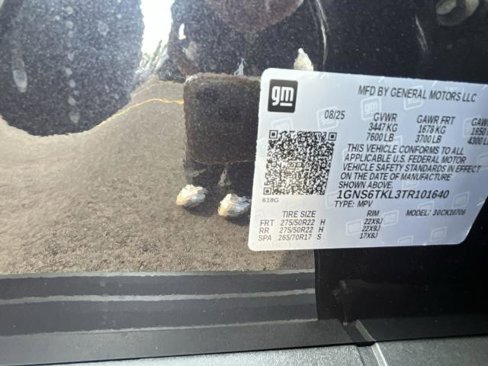 gm
MFD BY GENERAL MOTORS LLC
08/25 GVWR GAWR FRT
3447 KG 1678 KG
7600 LB 3700 LB
THIS VEHICLE CONFORMS TO ALL
APPLICABLE U.S. FEDERAL MOTOR
VEHICLE SAFETY STANDARDS IN EFFECT
ON THE DATE OF MANUFACTURE
SHOWN ABOVE.
1GNS6TKL3TR101640
TYPE: MPV
618G
TIRE SIZE RIM MODEL:
FRT 275/50R22 H 22X9J
RR 275/50R22 H 22X9J
SPA 265/70R17 S 17X8J